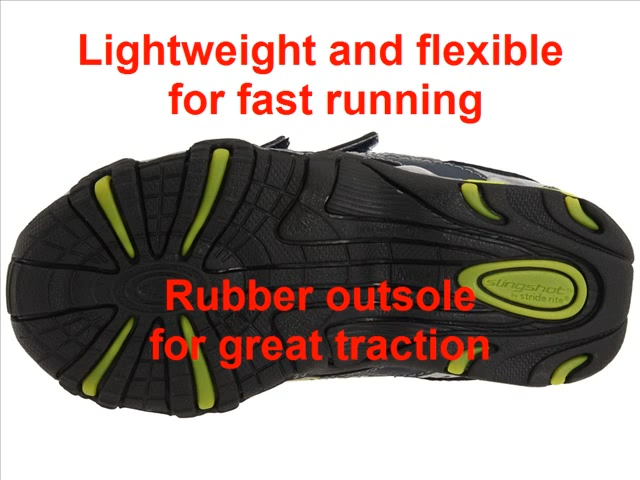 Lightweight and flexible
for fast running
Rubber outsole
for great traction
slingshot
by stride rite®